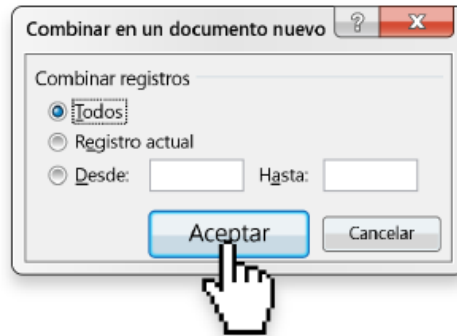 Combinar en un documento nuevo
Combinar registros
Todos
Registro actual
Desde: Hasta:
Aceptar Cancelar